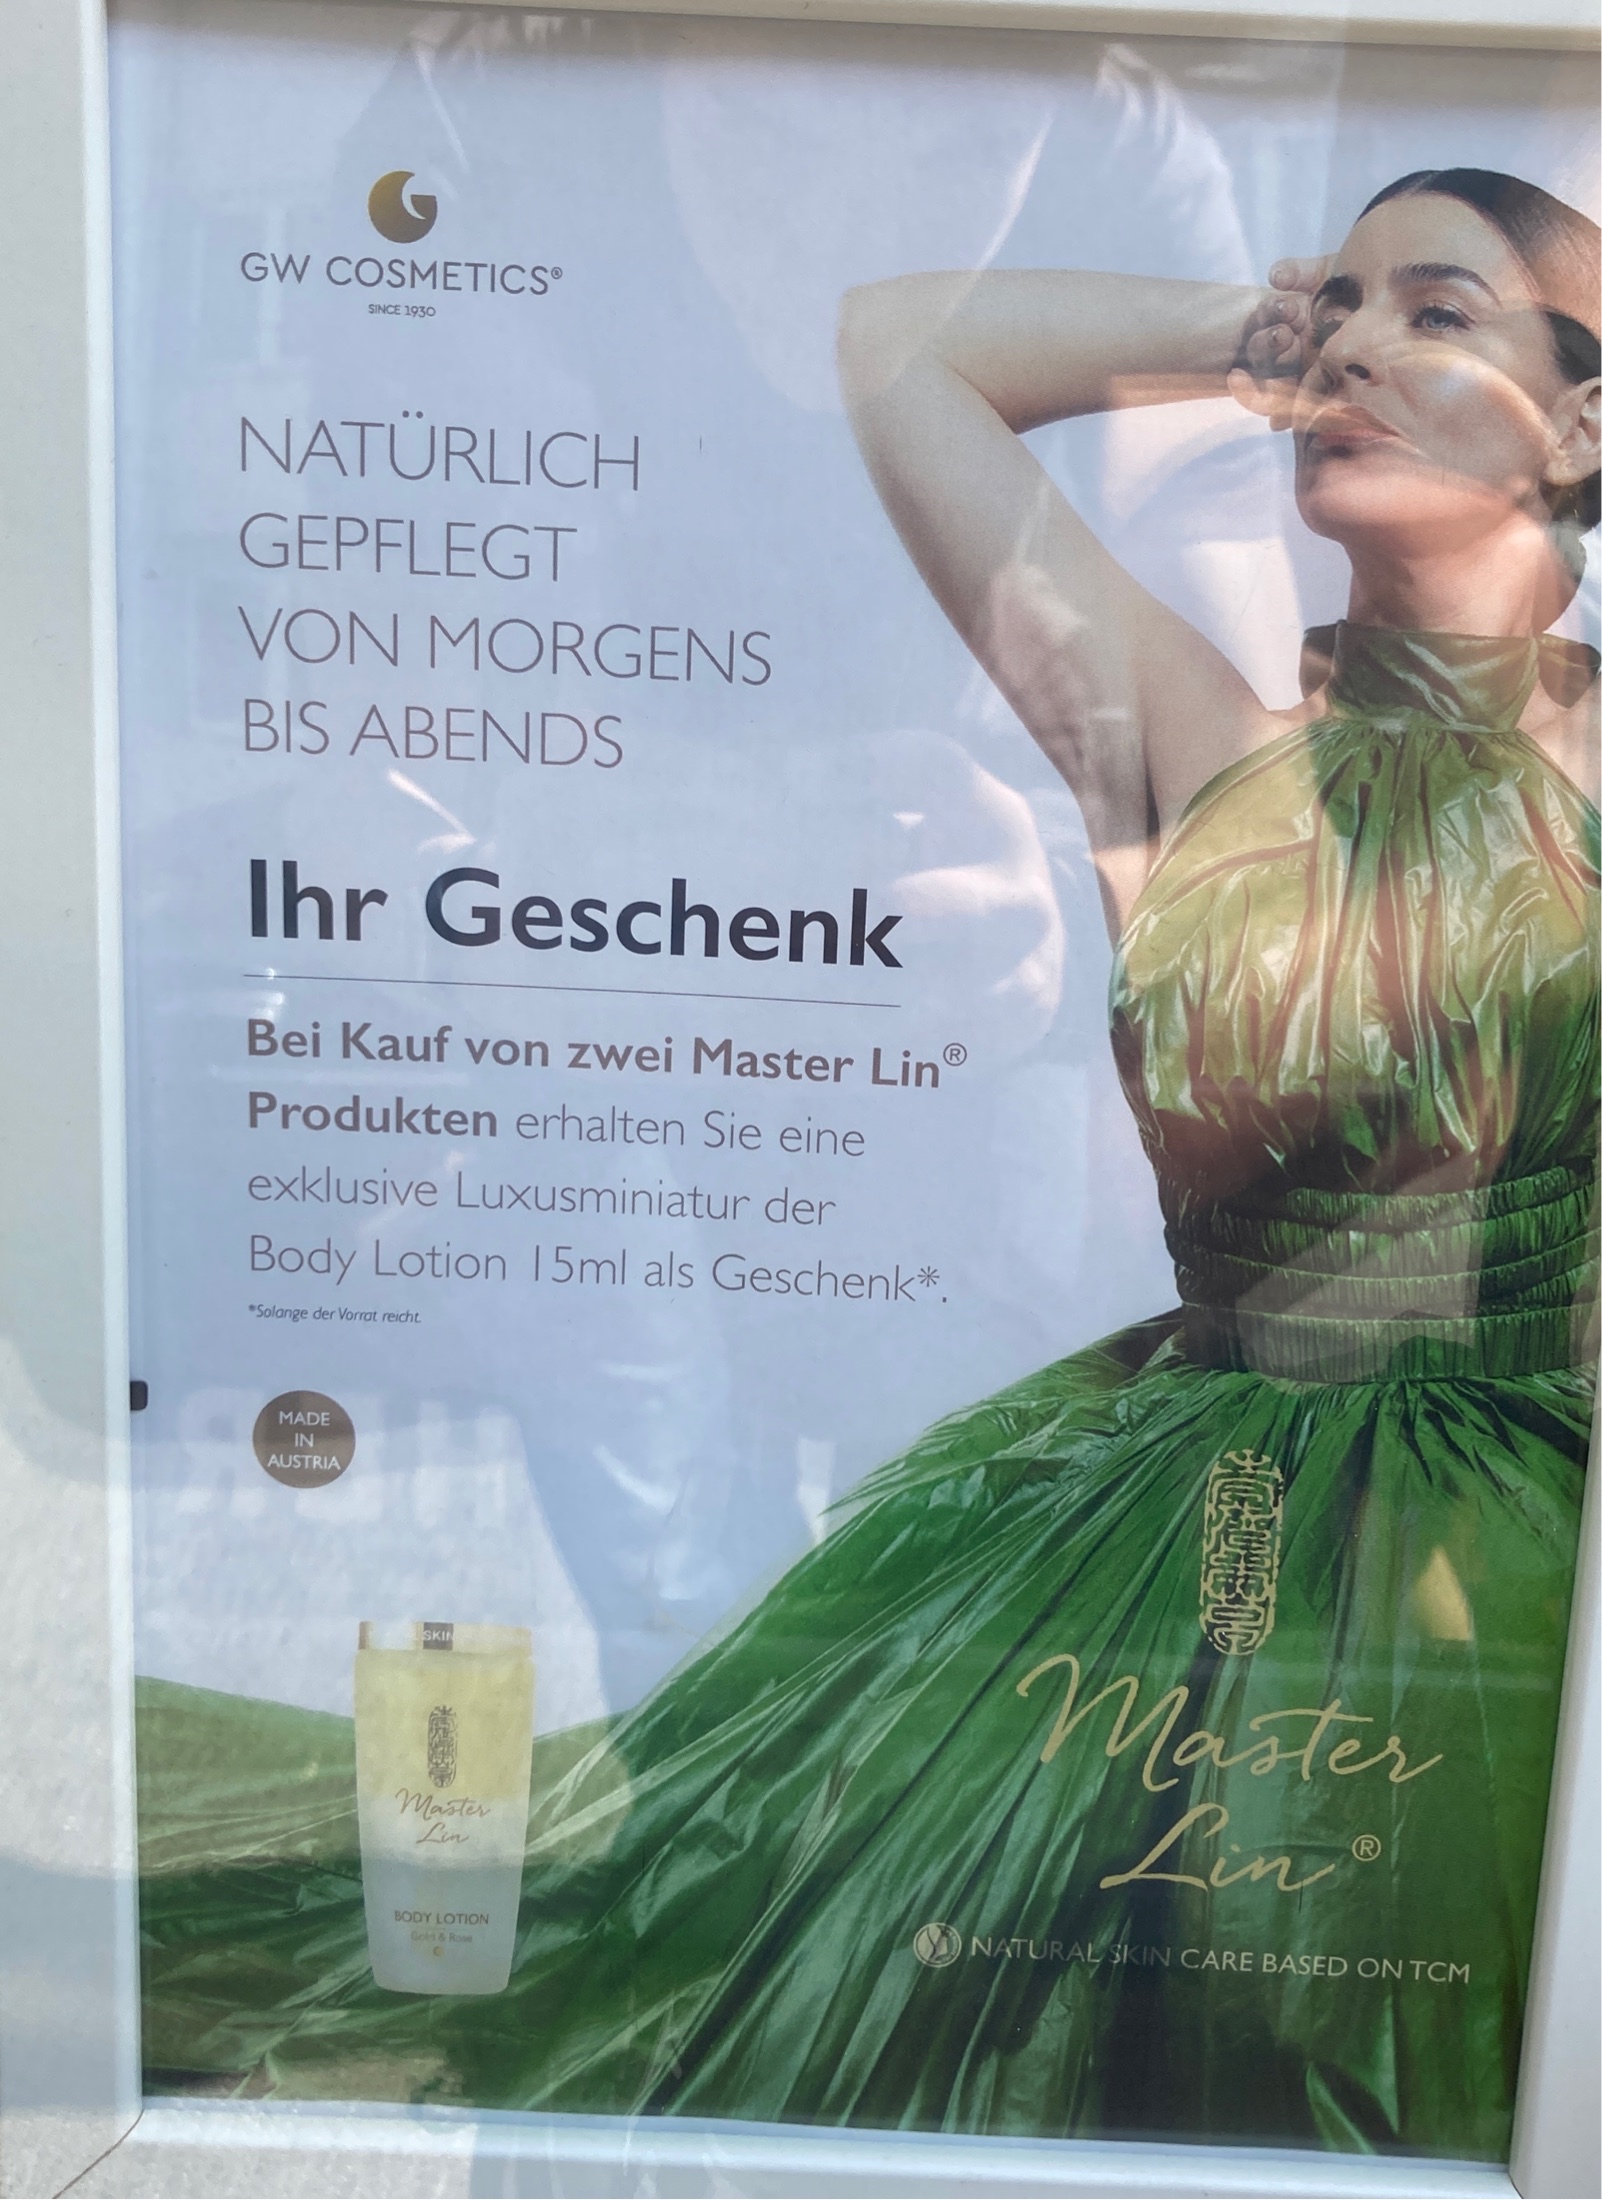 GW COSMETICS®
SINCE 1930
NATÜRLICH
GEPFLEGT
VON MORGENS
BIS ABENDS
Ihr Geschenk
Bei Kauf von zwei Master Lin®
Produkten erhalten Sie eine
exklusive Luxusminiatur der
Body Lotion 15ml als Geschenk*.
*Solange der Vorrat reicht.
MADE
IN
AUSTRIA
SKIN
Master
Lin
BODY LOTION
Gold & Rose
Master
Lin®
NATURAL SKIN CARE BASED ON TCM